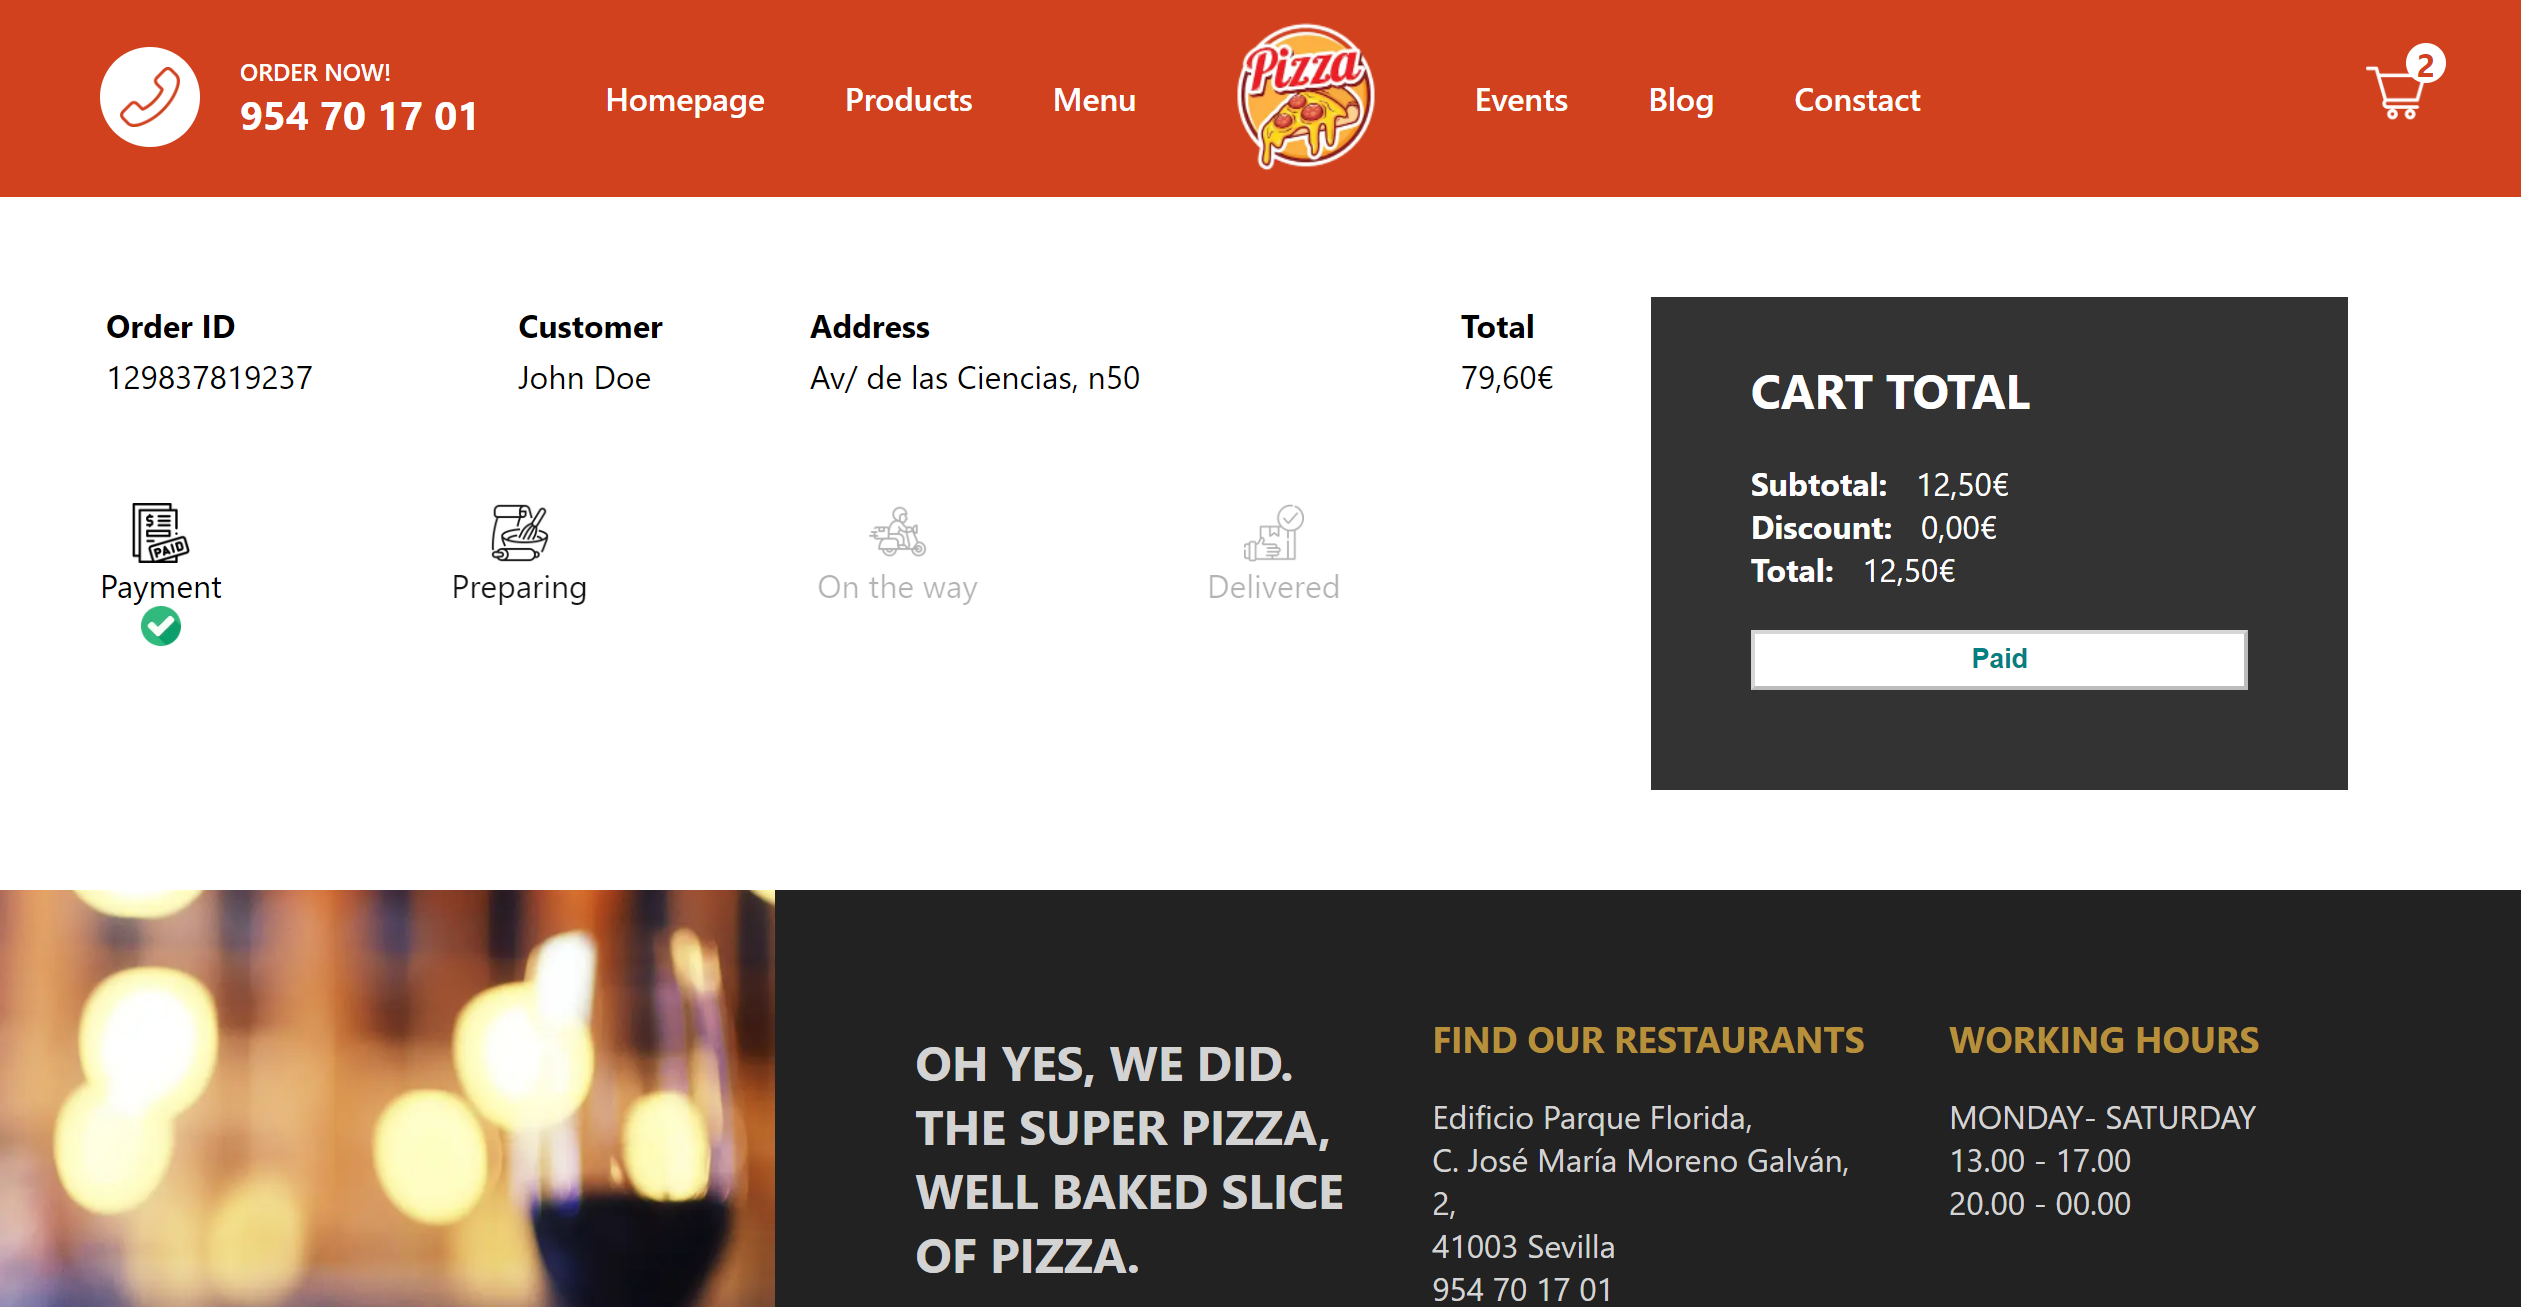 ORDER NOW!
954 70 17 01
Homepage
Products
Menu
Pizza
Events
Blog
Constact
2
Order ID
Customer
Address
Total
129837819237
John Doe
Av/ de las Ciencias, n50
79,60€
$
PAID
Payment
Preparing
On the way
Delivered
CART TOTAL
Subtotal: 12,50€
Discount: 0,00€
Total: 12,50€
Paid
OH YES, WE DID.
THE SUPER PIZZA,
WELL BAKED SLICE
OF PIZZA.
FIND OUR RESTAURANTS
Edificio Parque Florida,
C. José María Moreno Galván,
2,
41003 Sevilla
954 70 17 01
WORKING HOURS
MONDAY- SATURDAY
13.00 - 17.00
20.00 - 00.00